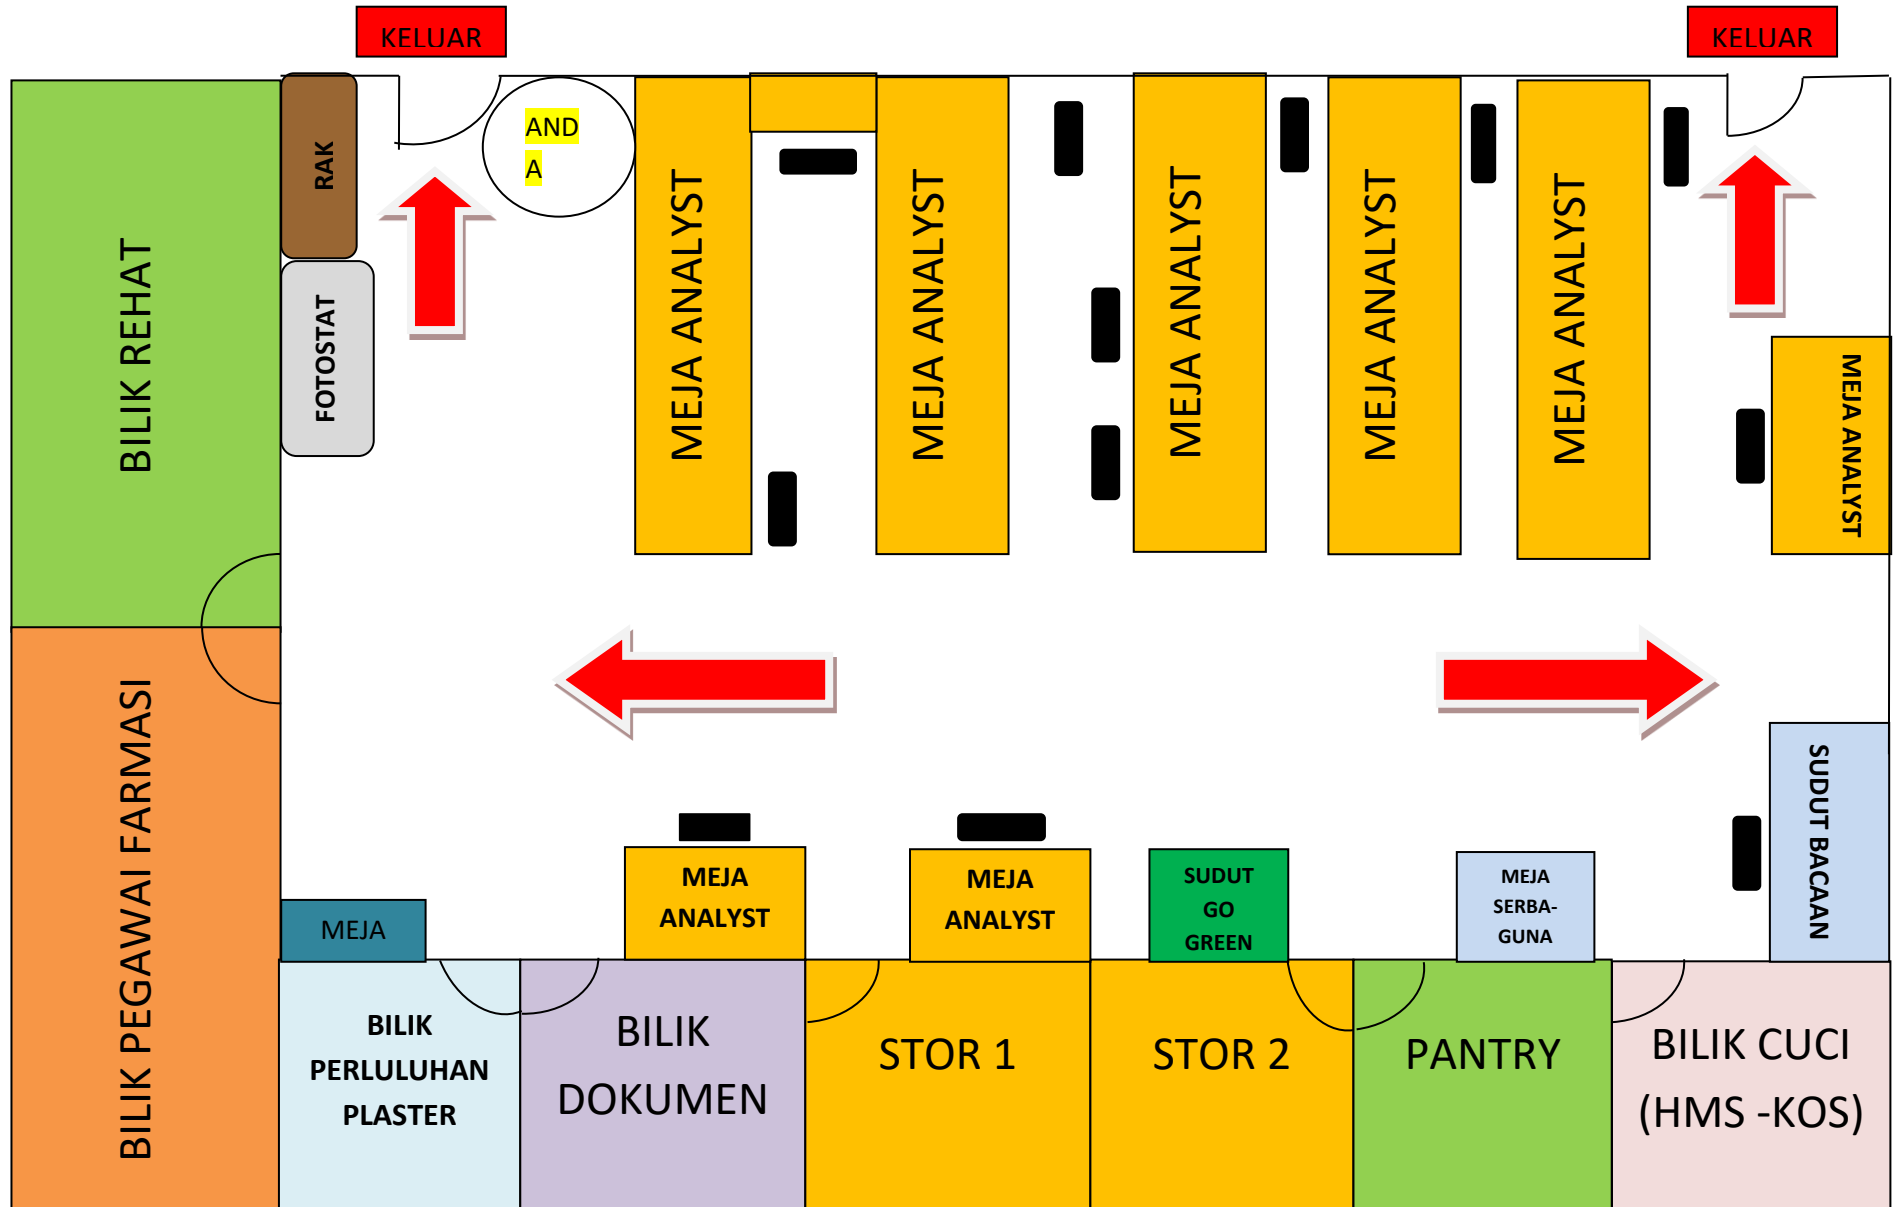 KELUAR
KELUAR
RAK
AND
A
FOTOSTAT
BILIK REHAT
MEJA ANALYST
MEJA ANALYST
MEJA ANALYST
MEJA ANALYST
MEJA ANALYST
MEJA ANALYST
BILIK PEGAWAI FARMASI
SUDUT BACAAN
MEJA
MEJA
ANALYST
MEJA
ANALYST
SUDUT
GO
GREEN
MEJA
SERBA-
GUNA
BILIK
PERLULUHAN
PLASTER
BILIK
DOKUMEN
STOR 1
STOR 2
PANTRY
BILIK CUCI
(HMS -KOS)